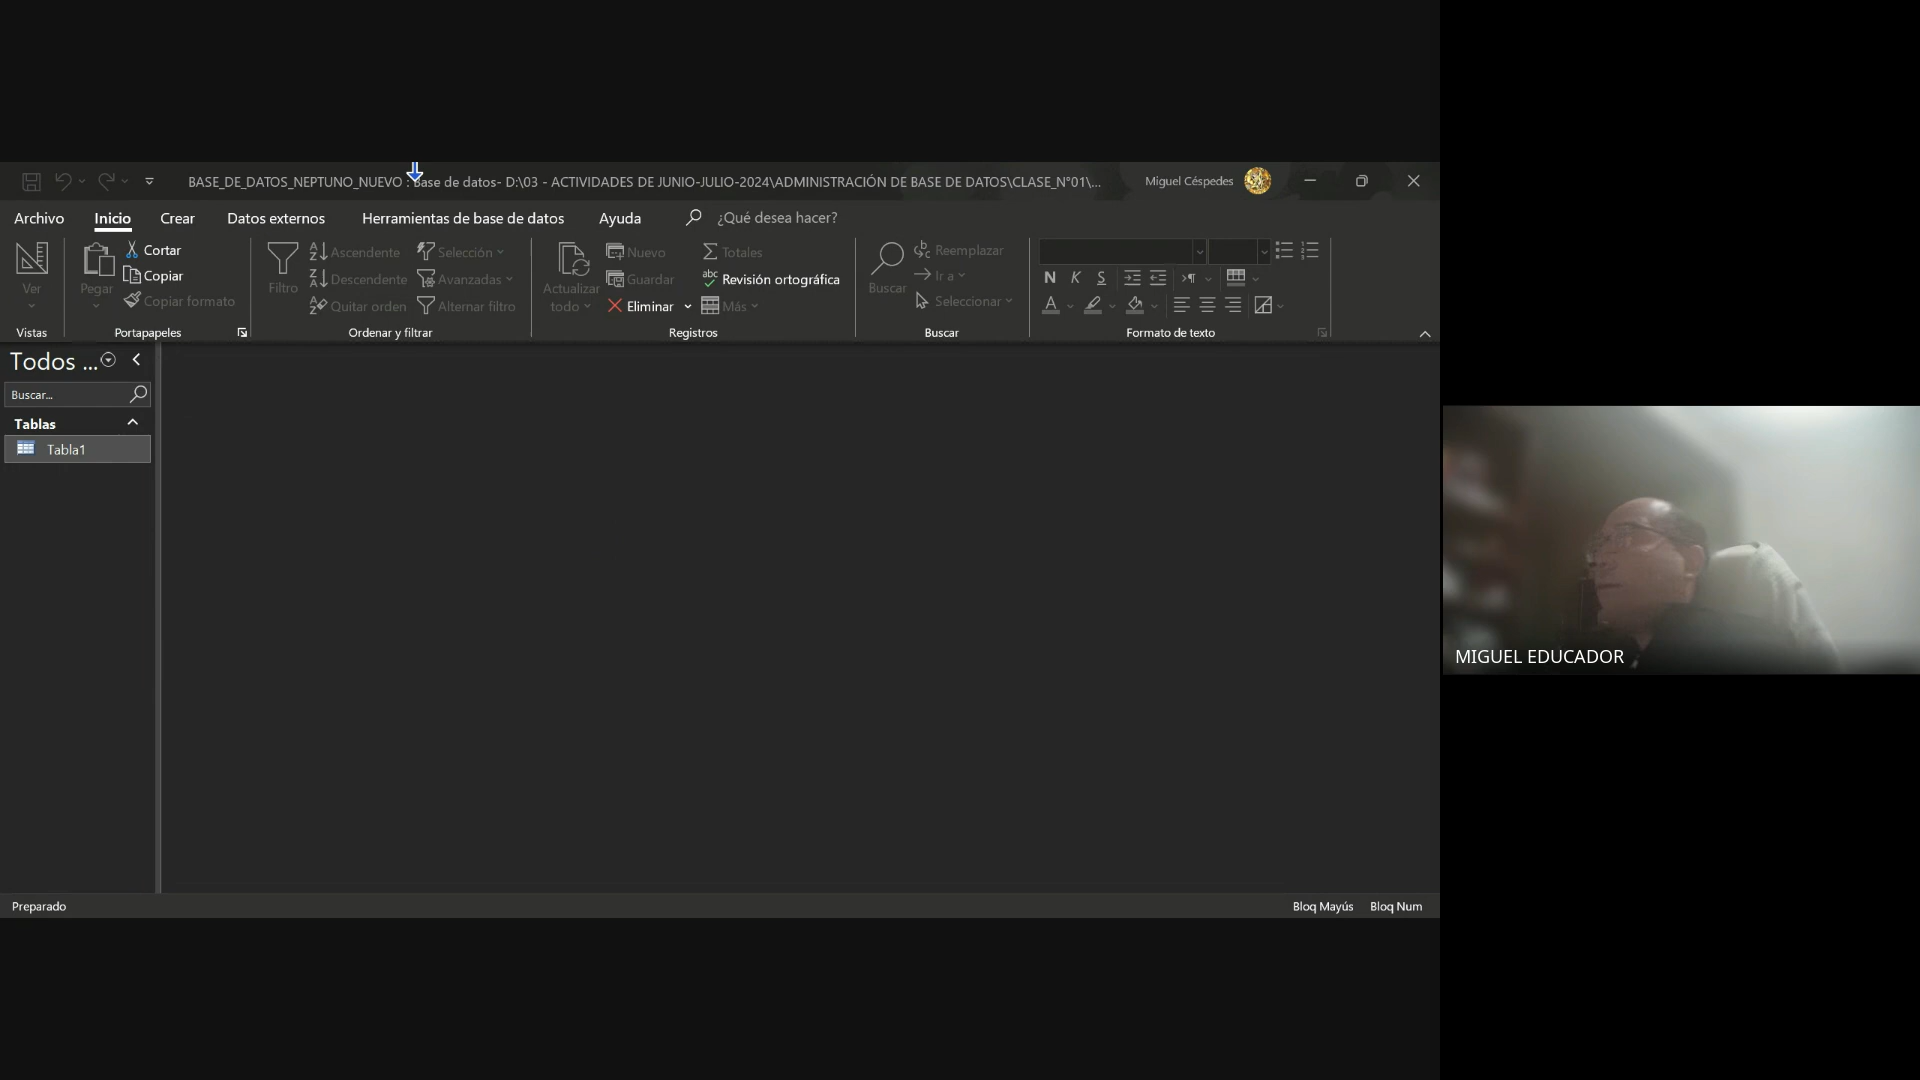 BASE_DE_DATOS_NEPTUNO_NUEVO : Base de datos- D:\03 - ACTIVIDADES DE JUNIO-JULIO-2024\ADMINISTRACIÓN DE BASE DE DATOS\CLASE_N°01\... Miguel Céspedes
Archivo Inicio Crear Datos externos Herramientas de base de datos Ayuda ¿Qué desea hacer?
Ver
Vistas
Pegar
Cortar
Copiar
Copiar formato
Portapapeles
Filtro
Ascendente
Descendente
Quitar orden
Selección
Avanzadas
Alternar filtro
Ordenar y filtrar
Actualizar
todo
Nuevo
Guardar
Eliminar
Totales
Revisión ortográfica
Más
Registros
Buscar
Reemplazar
Ir a
Seleccionar
Buscar
N K S
Formato de texto
Todos ...
Buscar...
Tablas
Tabla1
MIGUEL EDUCADOR
Preparado
Bloq Mayús Bloq Num